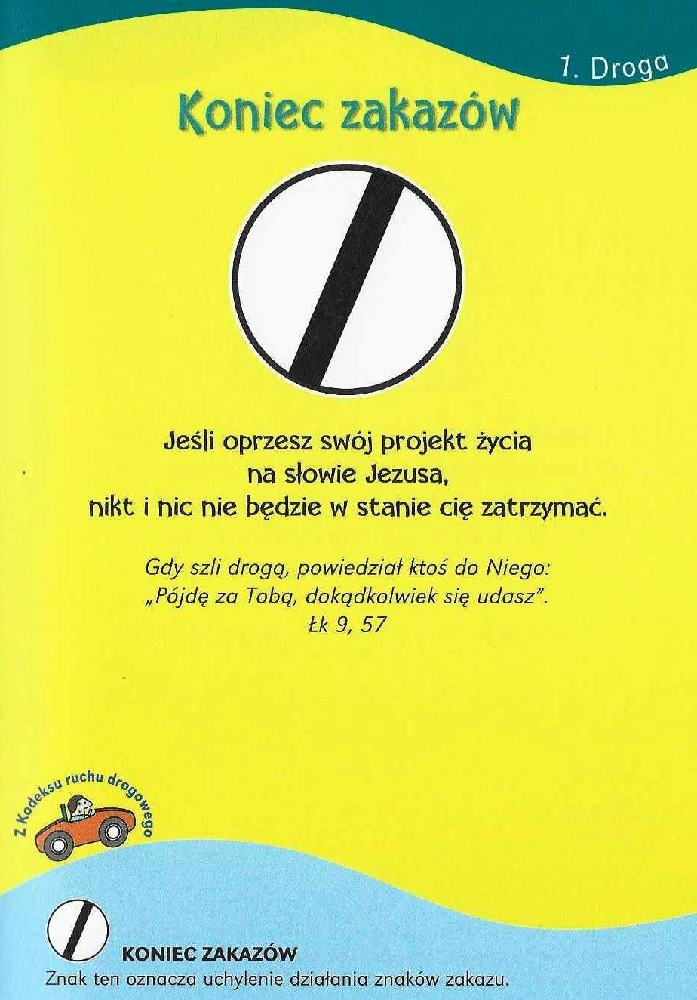 1. Droga
Koniec zakazów
Jeśli oprzesz swój projekt życia
na słowie Jezusa,
nikt i nic nie będzie w stanie cię zatrzymać.
Gdy szli drogą, powiedział ktoś do Niego:
„Pójdę za Tobą, dokądkolwiek się udasz”.
Łk 9, 57
Z Kodeksu ruchu drogowego
KONIEC ZAKAZÓW
Znak ten oznacza uchylenie działania znaków zakazu.